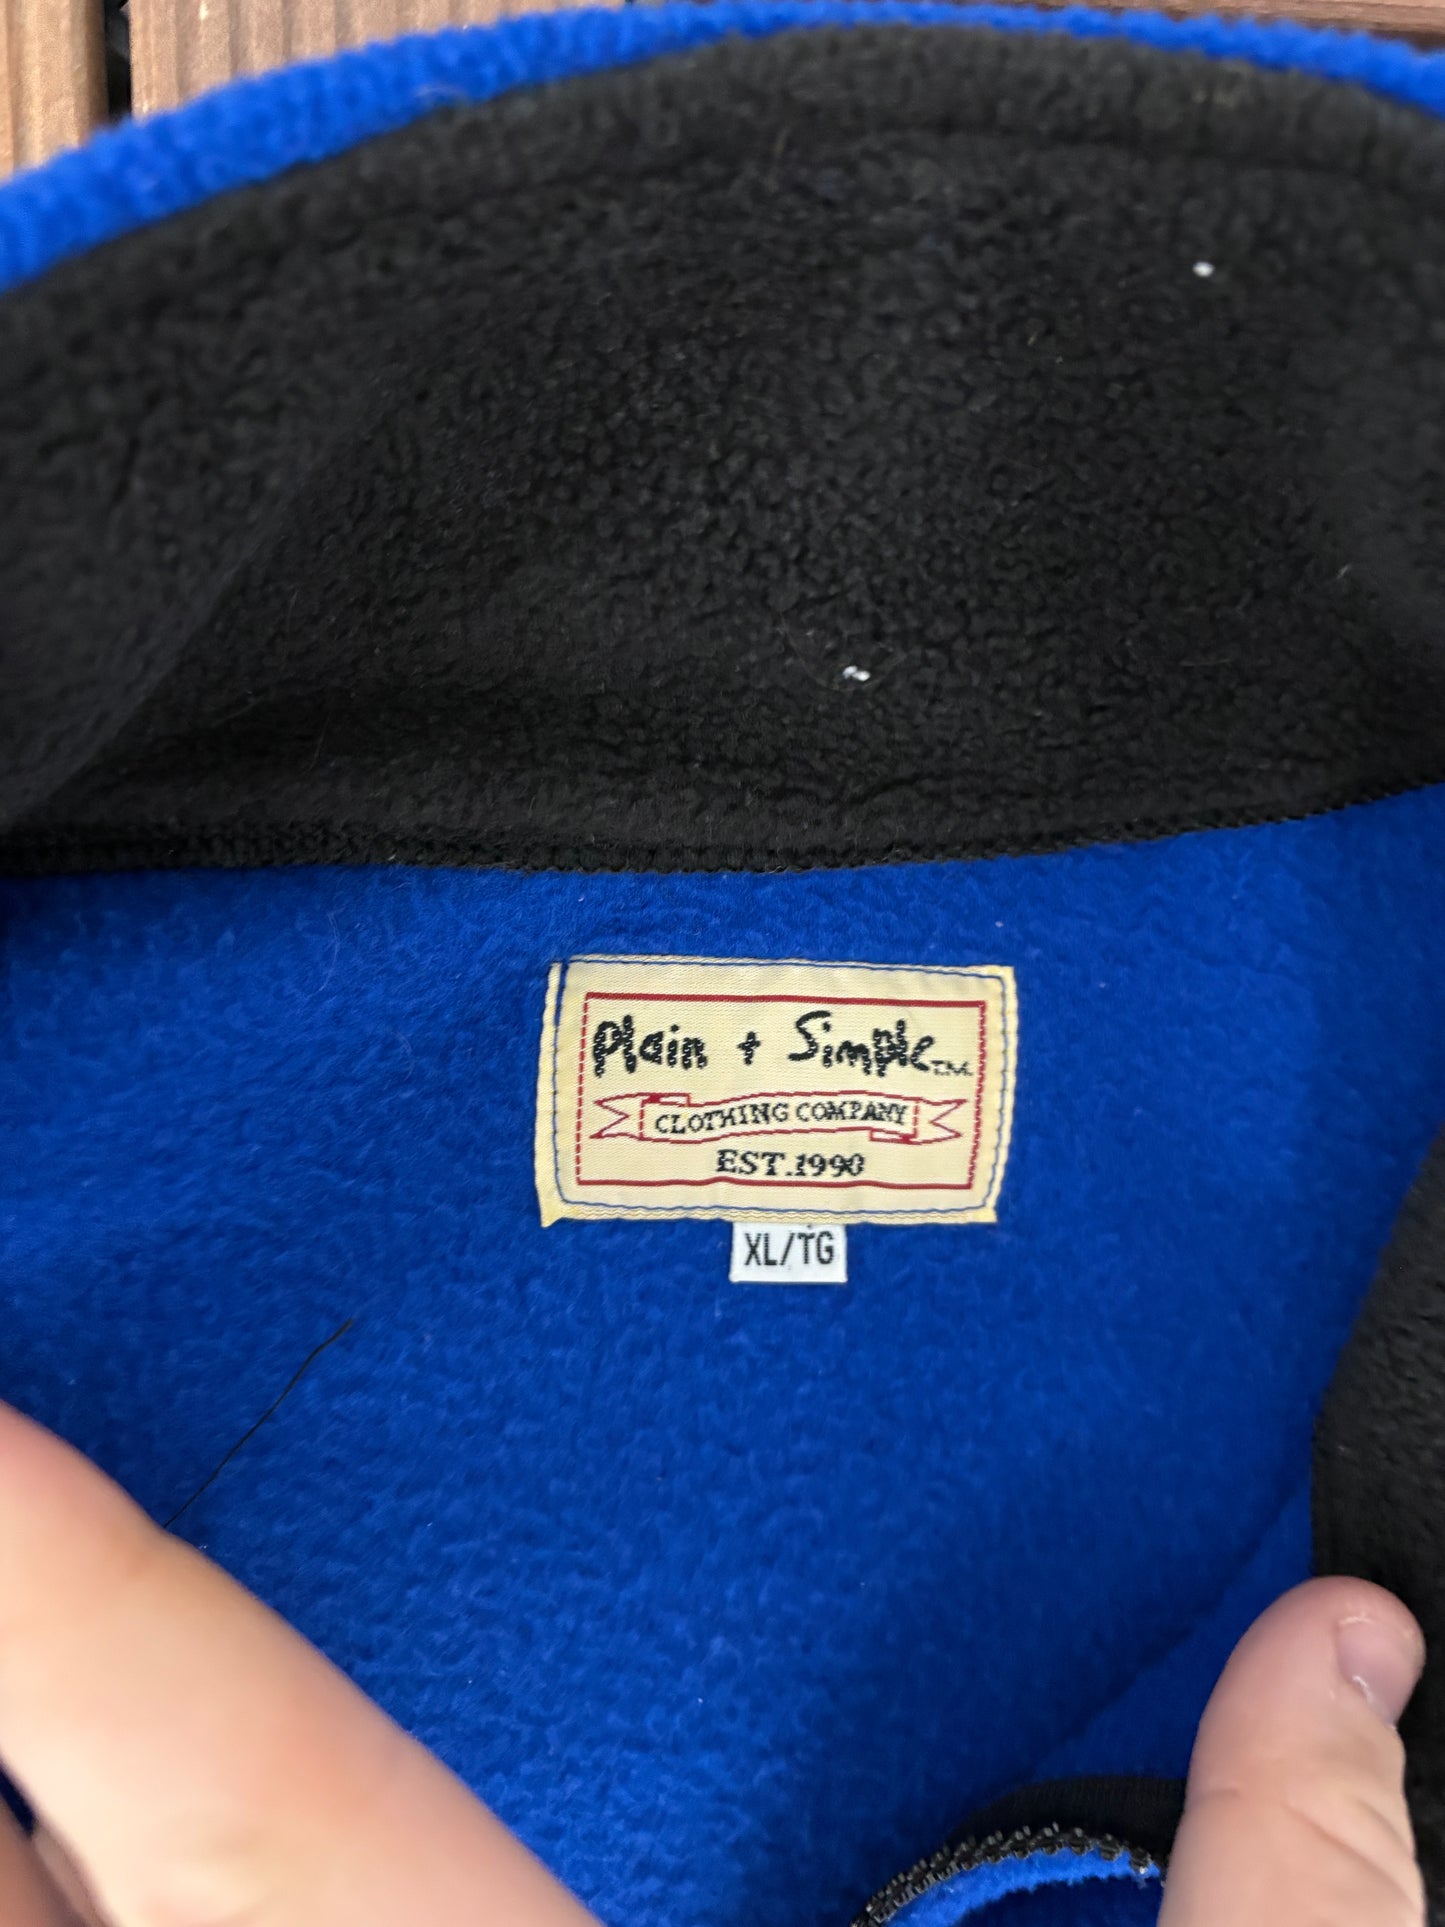 Plain + Simple T.M.
CLOTHING COMPANY
EST.1990
XL/TG